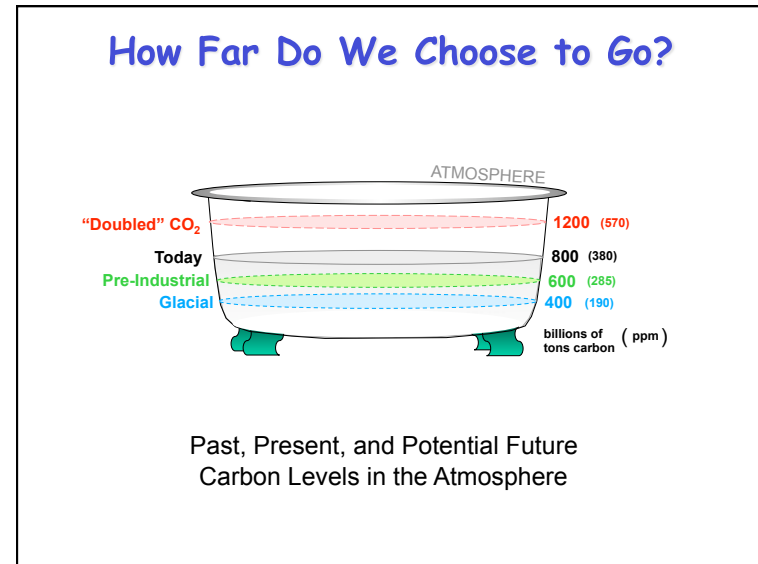 How Far Do We Choose to Go?
ATMOSPHERE
"Doubled" CO₂ 1200 (570)
Today 800 (380)
Pre-Industrial 600 (285)
Glacial 400 (190)
billions of
tons carbon ( ppm )
Past, Present, and Potential Future
Carbon Levels in the Atmosphere